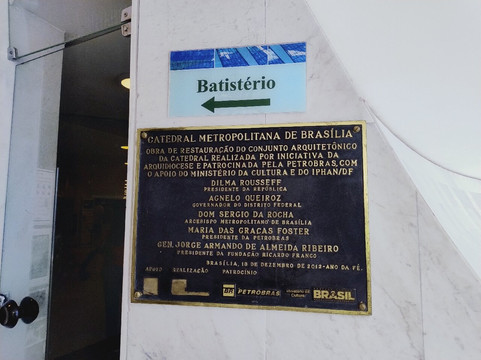 Batistério
CATEDRAL METROPOLITANA DE BRASÍLIA
OBRA DE RESTAURAÇÃO DO CONJUNTO ARQUITETÔNICO
DA CATEDRAL REALIZADA POR INICIATIVA DA
ARQUIDIOCESE E PATROCINADA PELA PETROBRAS, COM
O APOIO DO MINISTÉRIO DA CULTURA E DO IPHAN/DF
DILMA ROUSSEFF
PRESIDENTE DA REPÚBLICA
AGNELO QUEIROZ
GOVERNADOR DO DISTRITO FEDERAL
DOM SERGIO DA ROCHA
ARCEBISPO METROPOLITANO DE BRASÍLIA
MARIA DAS GRAÇAS FOSTER
PRESIDENTE DA PETROBRAS
GEN. JORGE ARMANDO DE ALMEIDA RIBEIRO
PRESIDENTE DA FUNDAÇÃO RICARDO FRANCO
BRASÍLIA, 18 DE DEZEMBRO DE 2012-ANO DA FÉ.
APOIO REALIZAÇÃO PATROCÍNIO
BR PETROBRAS
BRASIL